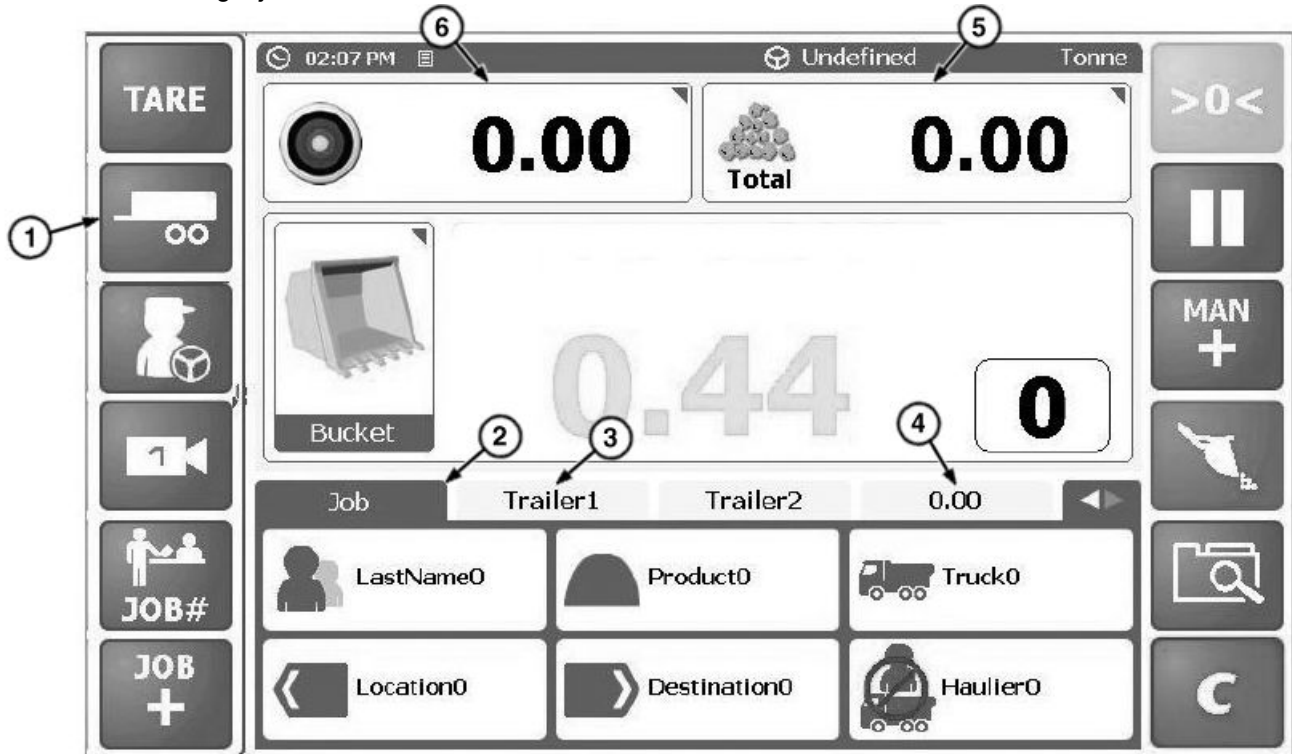 6
5
02:07 PM
Undefined
Tonne
TARE
0.00
0.00
>0<
Total
1
MAN
+
0.44
0
Bucket
2
3
4
1
Job
Trailer1
Trailer2
0.00
LastName0
Product0
Truck0
JOB#
JOB
+
Location0
Destination0
Haulier0
C